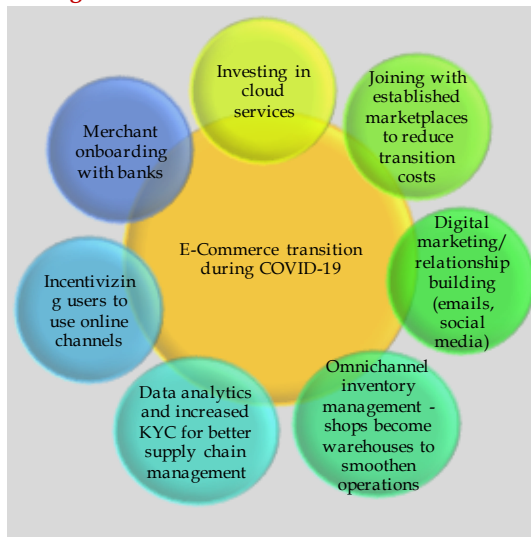 Investing in
cloud
services
Joining with
established
marketplaces
to reduce
transition
costs
Digital
marketing/
relationship
building
(emails,
social
media)
Omnichannel
inventory
management -
shops become
warehouses to
smoothen
operations
Data analytics
and increased
KYC for better
supply chain
management
Incentivizin
g users to
use online
channels
Merchant
onboarding
with banks
E-Commerce transition
during COVID-19